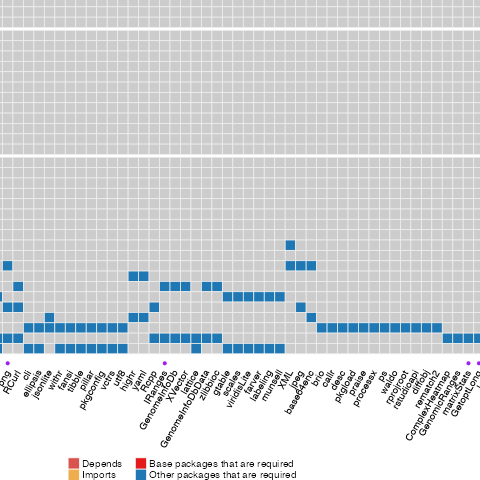 png
RCurl
cli
ellipsis
jsonlite
withr
fansi
tibble
pillar
pkgconfig
vctrs
utf8
highr
yaml
Rcpp
IRanges
GenomeInfoDb
XVector
lattice
GenomeInfoDbData
zlibbioc
gtable
scales
viridisLite
farver
labeling
munsell
XML
jpeg
base64enc
brio
callr
desc
pkgload
praise
processx
ps
waldo
rprojroot
rstudioapi
diffobj
rematch2
ComplexHeatmap
GenomicRanges
matrixStats
GetoptLong
Depends
Imports
Base packages that are required
Other packages that are required